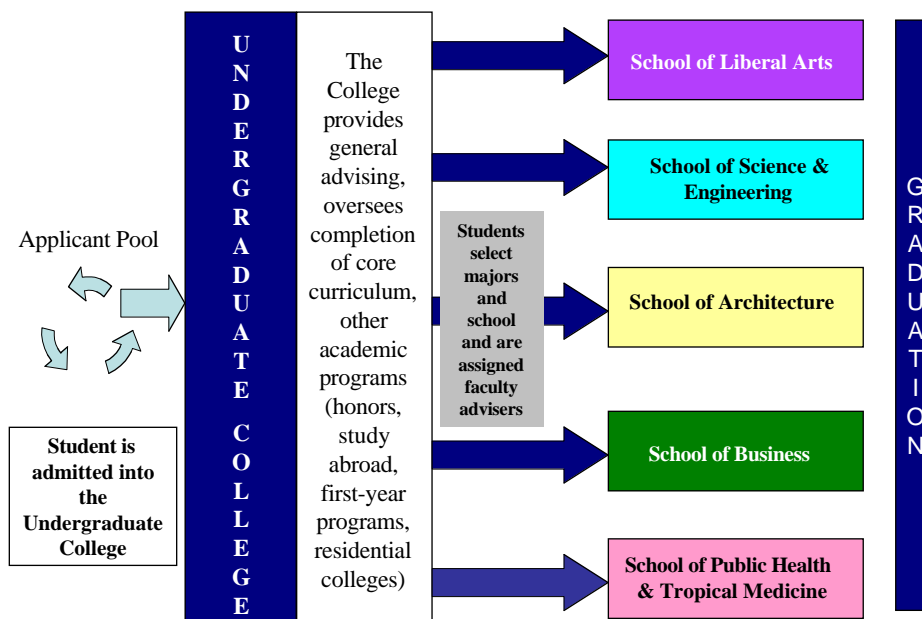 Applicant Pool
Student is
admitted into
the
Undergraduate
College
UNDERGRADUATE COLLEGE
The
College
provides
general
advising,
oversees
completion
of core
curriculum,
other
academic
programs
(honors,
study
abroad,
first-year
programs,
residential
colleges)
Students
select
majors
and
school
and are
assigned
faculty
advisers
School of Liberal Arts
School of Science &
Engineering
School of Architecture
School of Business
School of Public Health
& Tropical Medicine
GRADUATION